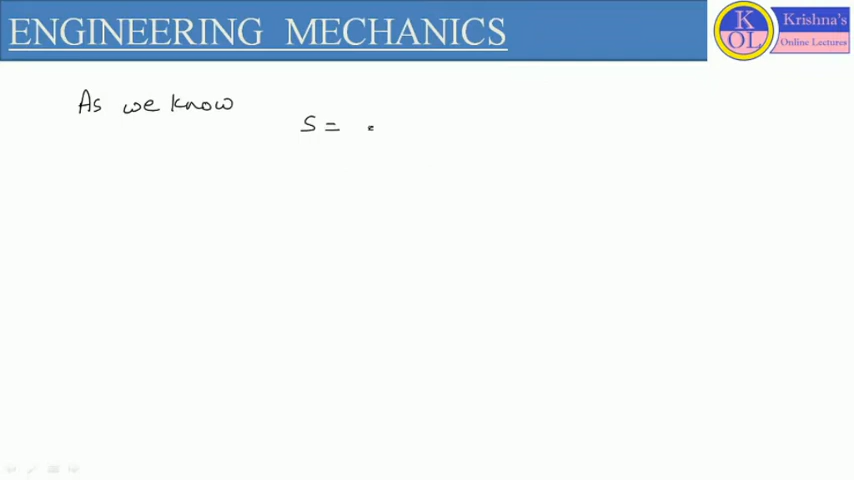 ENGINEERING MECHANICS
K
OL
Krishna's
Online Lectures
As we know
S =